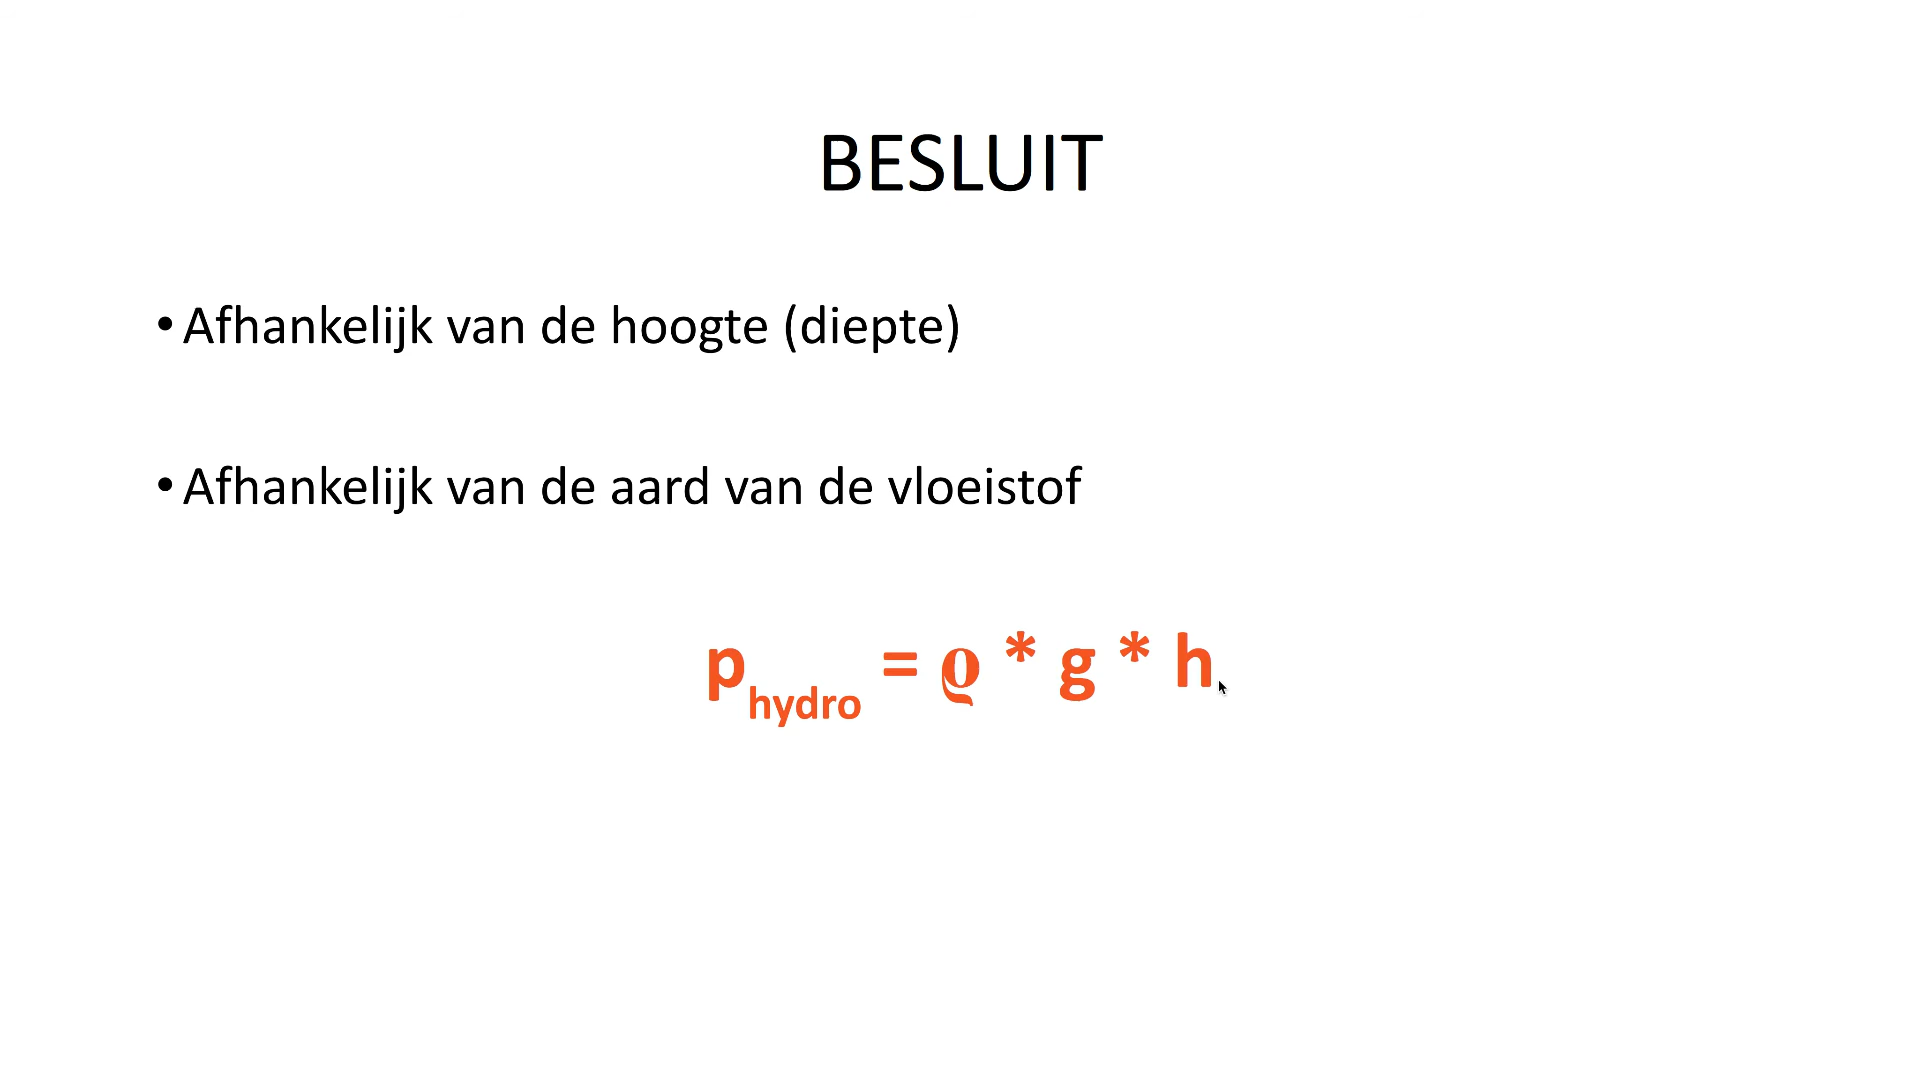 BESLUIT
• Afhankelijk van de hoogte (diepte)
• Afhankelijk van de aard van de vloeistof
p hydro = ϱ * g * h